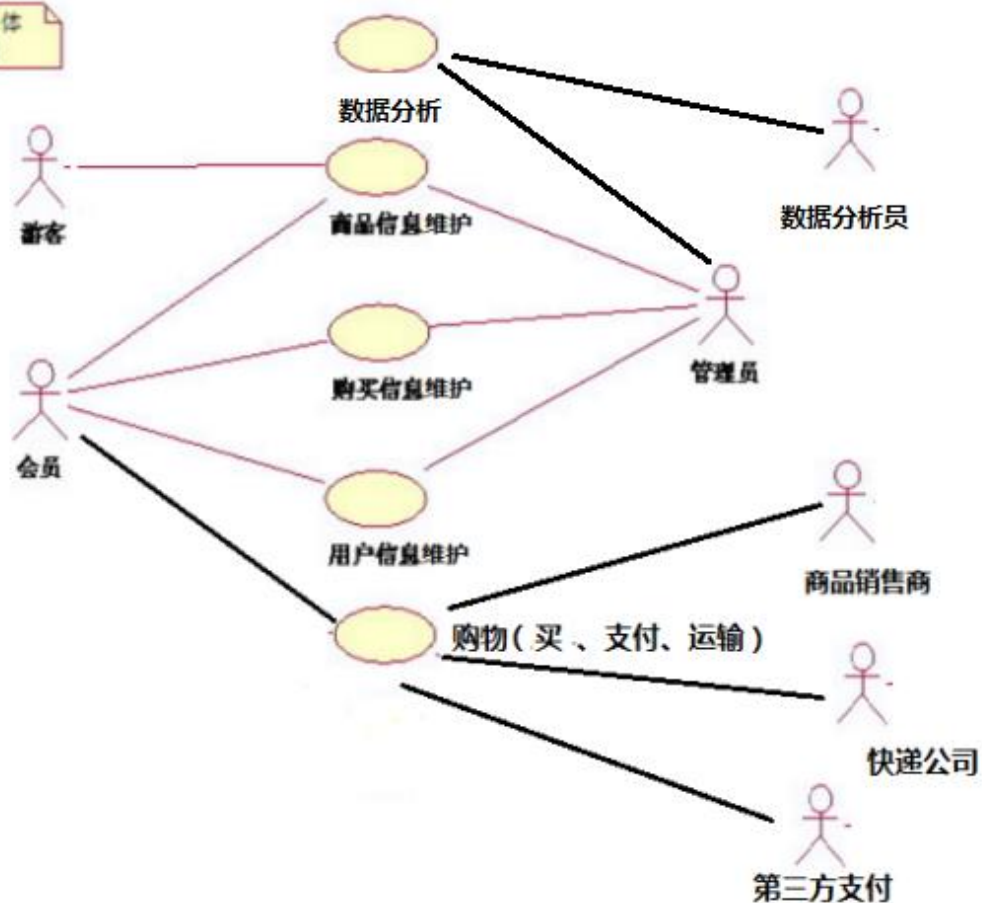 体
数据分析
游客
商品信息维护
数据分析员
购买信息维护
管理员
会员
用户信息维护
商品销售商
购物（买、支付、运输）
快递公司
第三方支付